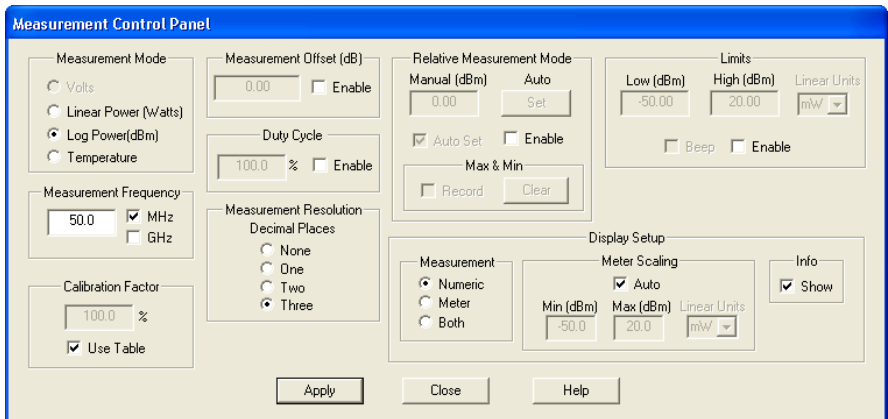 Measurement Control Panel
Measurement Mode
Volts
Linear Power (Watts)
Log Power(dBm)
Temperature
Measurement Frequency
50.0
MHz
GHz
Calibration Factor
100.0 %
Use Table
Measurement Offset (dB)
0.00 Enable
Duty Cycle
100.0 % Enable
Measurement Resolution
Decimal Places
None
One
Two
Three
Relative Measurement Mode
Manual (dBm) Auto
0.00 Set
Auto Set Enable
Max & Min
Record Clear
Limits
Low (dBm) High (dBm) Linear Units
-50.00 20.00 mW
Beep Enable
Display Setup
Measurement
Numeric
Meter
Both
Meter Scaling
Auto
Min (dBm) Max (dBm) Linear Units
-50.0 20.0 mW
Info
Show
Apply Close Help